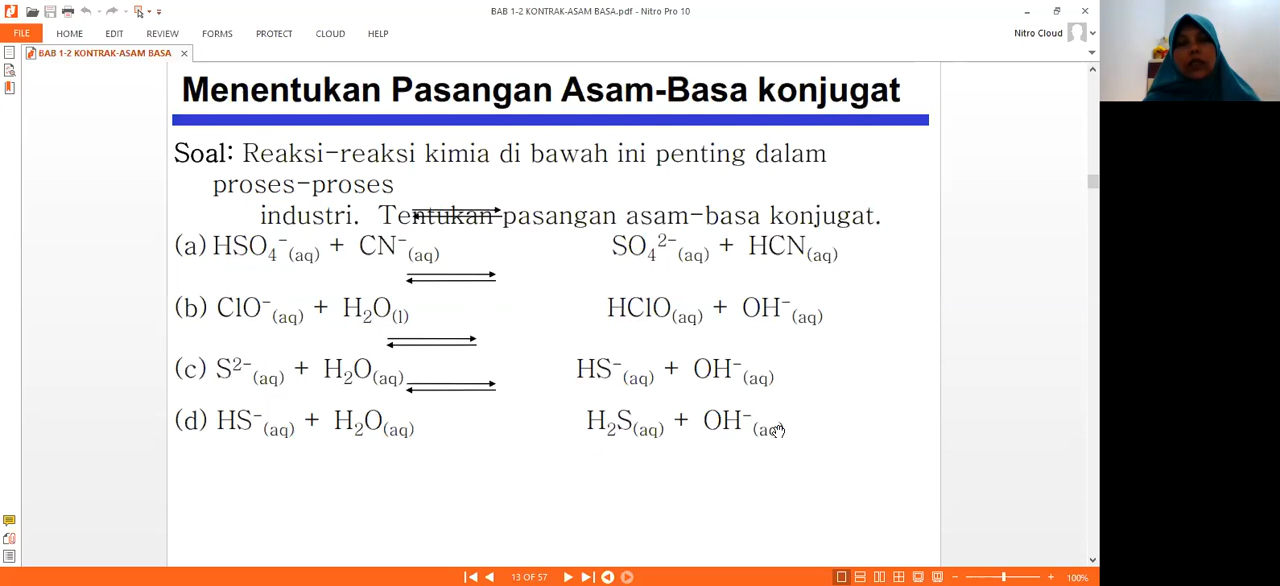 BAB 1-2 KONTRAK-ASAM BASA.pdf - Nitro Pro 10
FILE HOME EDIT REVIEW FORMS PROTECT CLOUD HELP
Nitro Cloud
BAB 1-2 KONTRAK-ASAM BASA
Menentukan Pasangan Asam-Basa konjugat
Soal: Reaksi-reaksi kimia di bawah ini penting dalam
proses-proses
industri. Tentukan pasangan asam-basa konjugat.
(a) HSO₄⁻(aq) + CN⁻(aq) ⇌ SO₄²⁻(aq) + HCN(aq)
(b) ClO⁻(aq) + H₂O(l) ⇌ HClO(aq) + OH⁻(aq)
(c) S²⁻(aq) + H₂O(aq) ⇌ HS⁻(aq) + OH⁻(aq)
(d) HS⁻(aq) + H₂O(aq) ⇌ H₂S(aq) + OH⁻(aq)
13 OF 57
100%